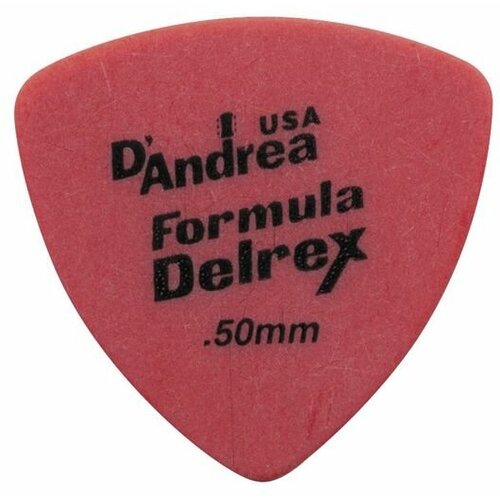 USA
D'Andrea
Formula
Delrex
.50mm